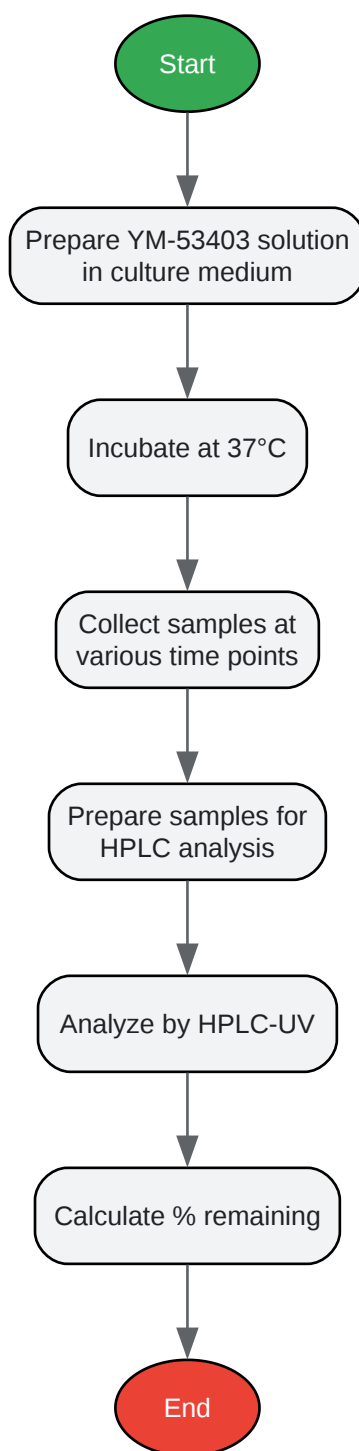 Start
Prepare YM-53403 solution
in culture medium
Incubate at 37°C
Collect samples at
various time points
Prepare samples for
HPLC analysis
Analyze by HPLC-UV
Calculate % remaining
End